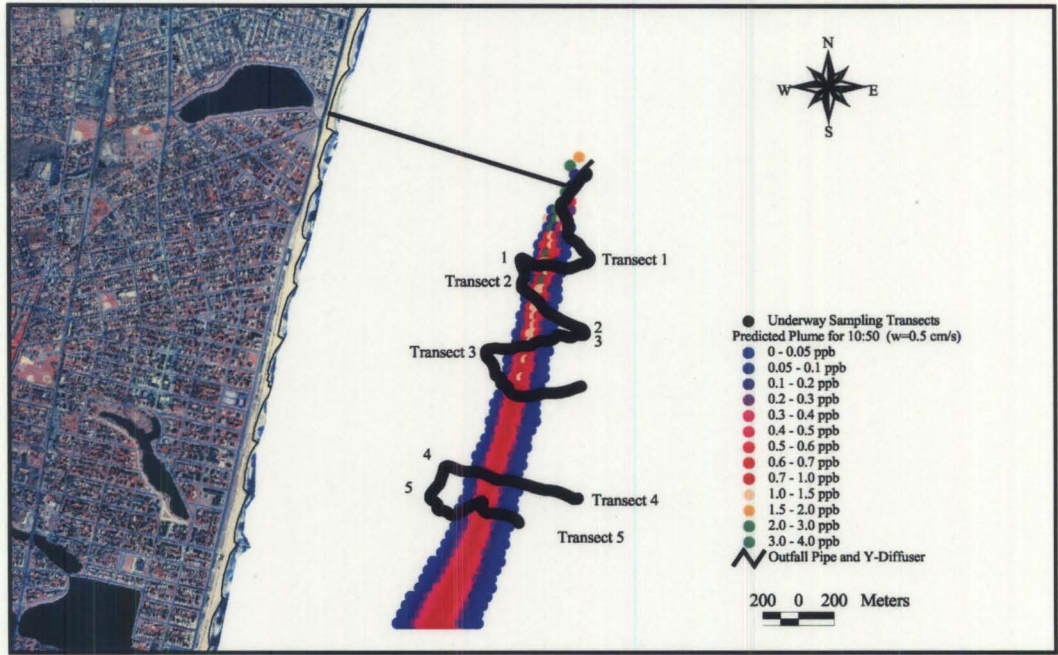 N
W E
S
1 Transect 1
Transect 2
2
Transect 3 3
4
5 Transect 4
Transect 5
Underway Sampling Transects
Predicted Plume for 10:50 (w=0.5 cm/s)
0 - 0.05 ppb
0.05 - 0.1 ppb
0.1 - 0.2 ppb
0.2 - 0.3 ppb
0.3 - 0.4 ppb
0.4 - 0.5 ppb
0.5 - 0.6 ppb
0.6 - 0.7 ppb
0.7 - 1.0 ppb
1.0 - 1.5 ppb
1.5 - 2.0 ppb
2.0 - 3.0 ppb
3.0 - 4.0 ppb
Outfall Pipe and Y-Diffuser
200 0 200 Meters